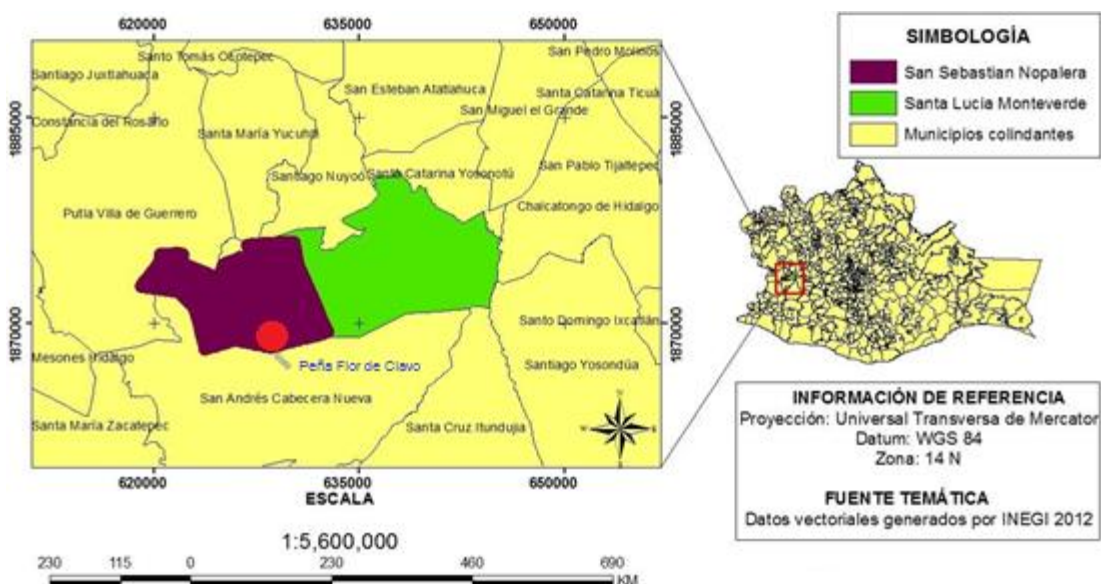 620000
635000
650000
Santo Tomás Ocotepec
San Pedro Molinos
Santiago Juxtlahuaca
San Esteban Atatlahuca
Santa Catarina Ticuá
San Miguel el Grande
1885000
Constancia del Rosario
Santa María Yucuhiti
1885000
San Pablo Tijaltepec
Santiago Nuyoó
Santa Catarina Yosonotú
Chalcatongo de Hidalgo
Putla Villa de Guerrero
1870000
Santo Domingo Ixcatlán
1870000
Mesones Hidalgo
Peña Flor de Clavo
Santiago Yosondúa
San Andrés Cabecera Nueva
Santa María Zacatepec
Santa Cruz Itundujia
N
W
E
S
620000
635000
650000
ESCALA
1:5,600,000
230
115
0
230
460
690
KM
SIMBOLOGÍA
San Sebastian Nopalera
Santa Lucia Monteverde
Municipios colindantes
INFORMACIÓN DE REFERENCIA
Proyección: Universal Transversa de Mercator
Datum: WGS 84
Zona: 14 N
FUENTE TEMÁTICA
Datos vectoriales generados por INEGI 2012